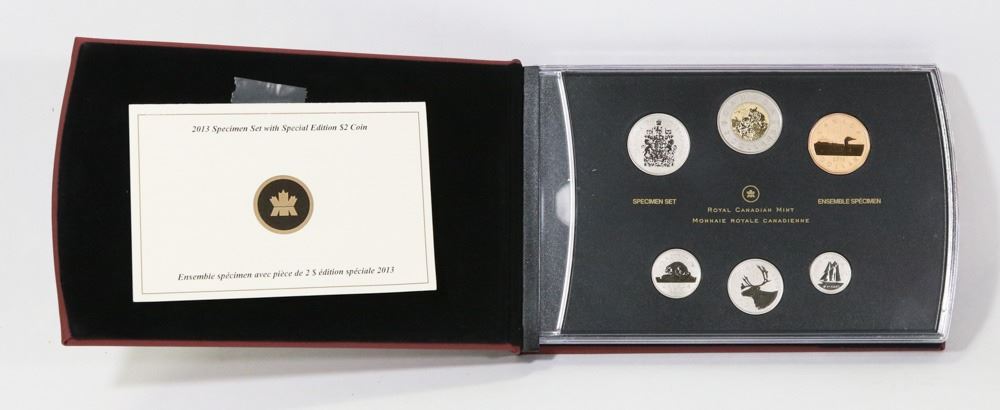 2013 Specimen Set with Special Edition $2 Coin
Ensemble spécimen avec pièce de 2 $ édition spéciale 2013
SPECIMEN SET
ROYAL CANADIAN MINT
MONNAIE ROYALE CANADIENNE
ENSEMBLE SPÉCIMEN